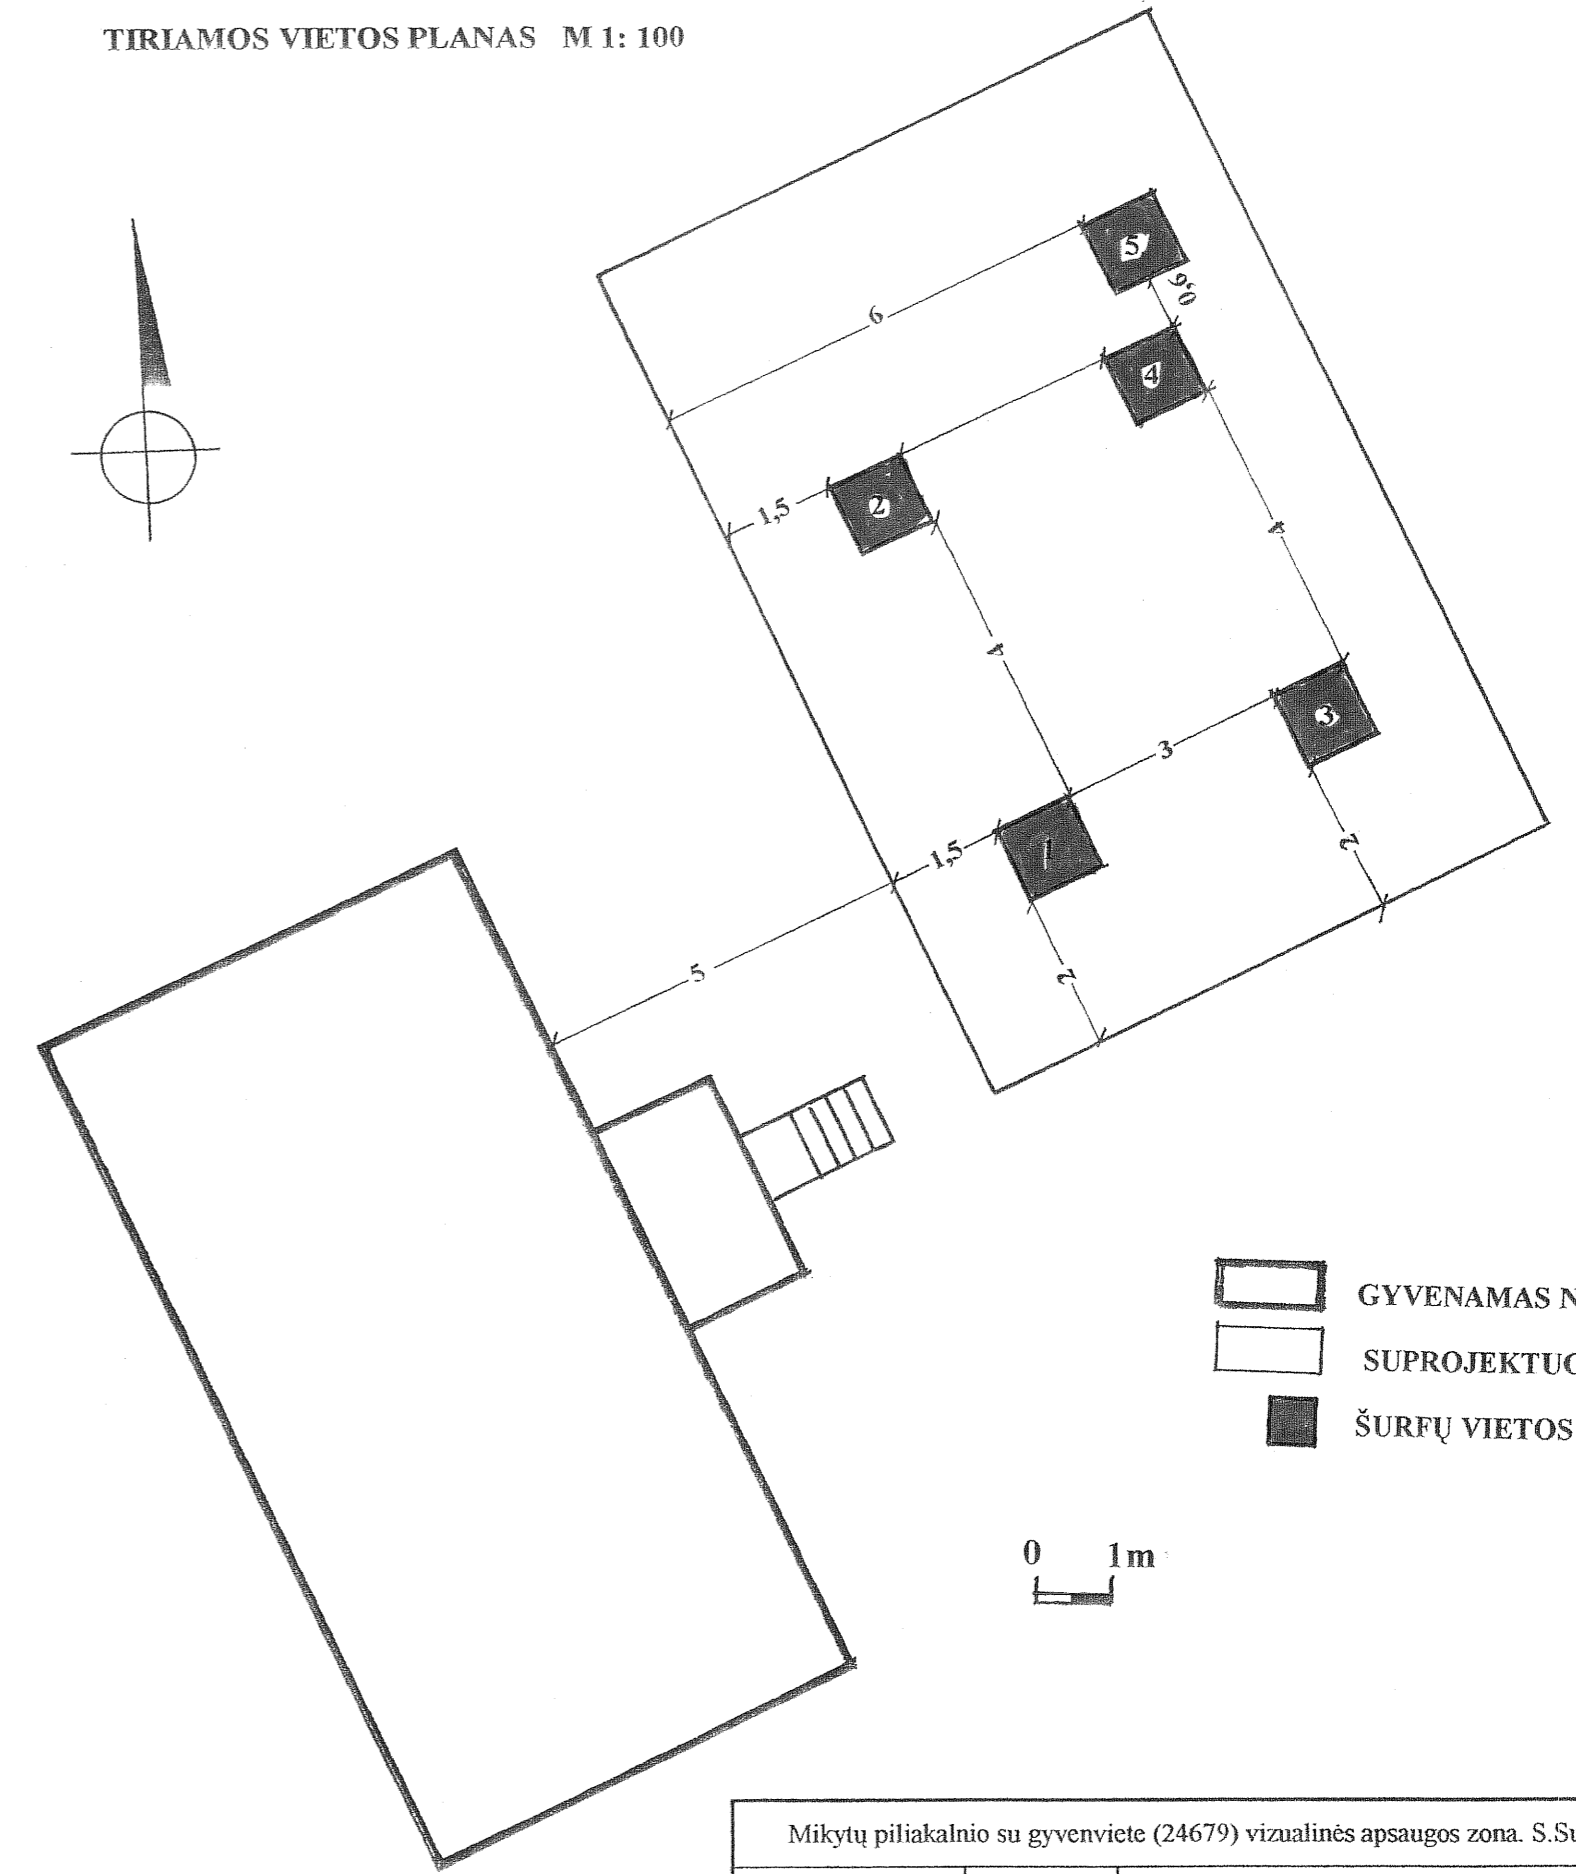 TIRIAMOS VIETOS PLANAS M 1: 100
5
0,6
6
4
2
1,5
4
4
3
3
1
1,5
2
2
5
GYVENAMAS N
SUPROJEKTUO
ŠURFŲ VIETOS
0 1m
Mikytų piliakalnio su gyvenviete (24679) vizualinės apsaugos zona. S.Su